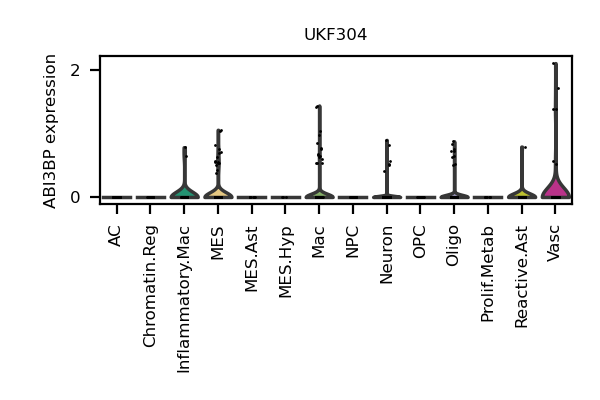 UKF304
ABI3BP expression
2
0
AC
Chromatin.Reg
Inflammatory.Mac
MES
MES.Ast
MES.Hyp
Mac
NPC
Neuron
OPC
Oligo
Prolif.Metab
Reactive.Ast
Vasc